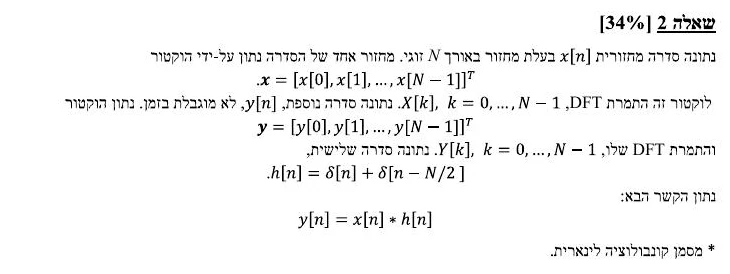 שאלה 2 [34%]
נתונה סדרה מחזורית x[n] בעלת מחזור באורך N זוגי. מחזור אחד של הסדרה נתון על-ידי הוקטור
.x = [x[0], x[1], … , x[N − 1]]ᵀ
לוקטור זה התמרת DFT, X[k], k = 0, … , N − 1. נתונה סדרה נוספת, y[n], לא מוגבלת בזמן. נתון הוקטור
y = [y[0], y[1], … , y[N − 1]]ᵀ
והתמרת DFT שלו, Y[k], k = 0, … , N − 1. נתונה סדרה שלישית,
.h[n] = δ[n] + δ[n − N/2 ]
נתון הקשר הבא:
y[n] = x[n] ∗ h[n]
* מסמן קונבולוציה לינארית.